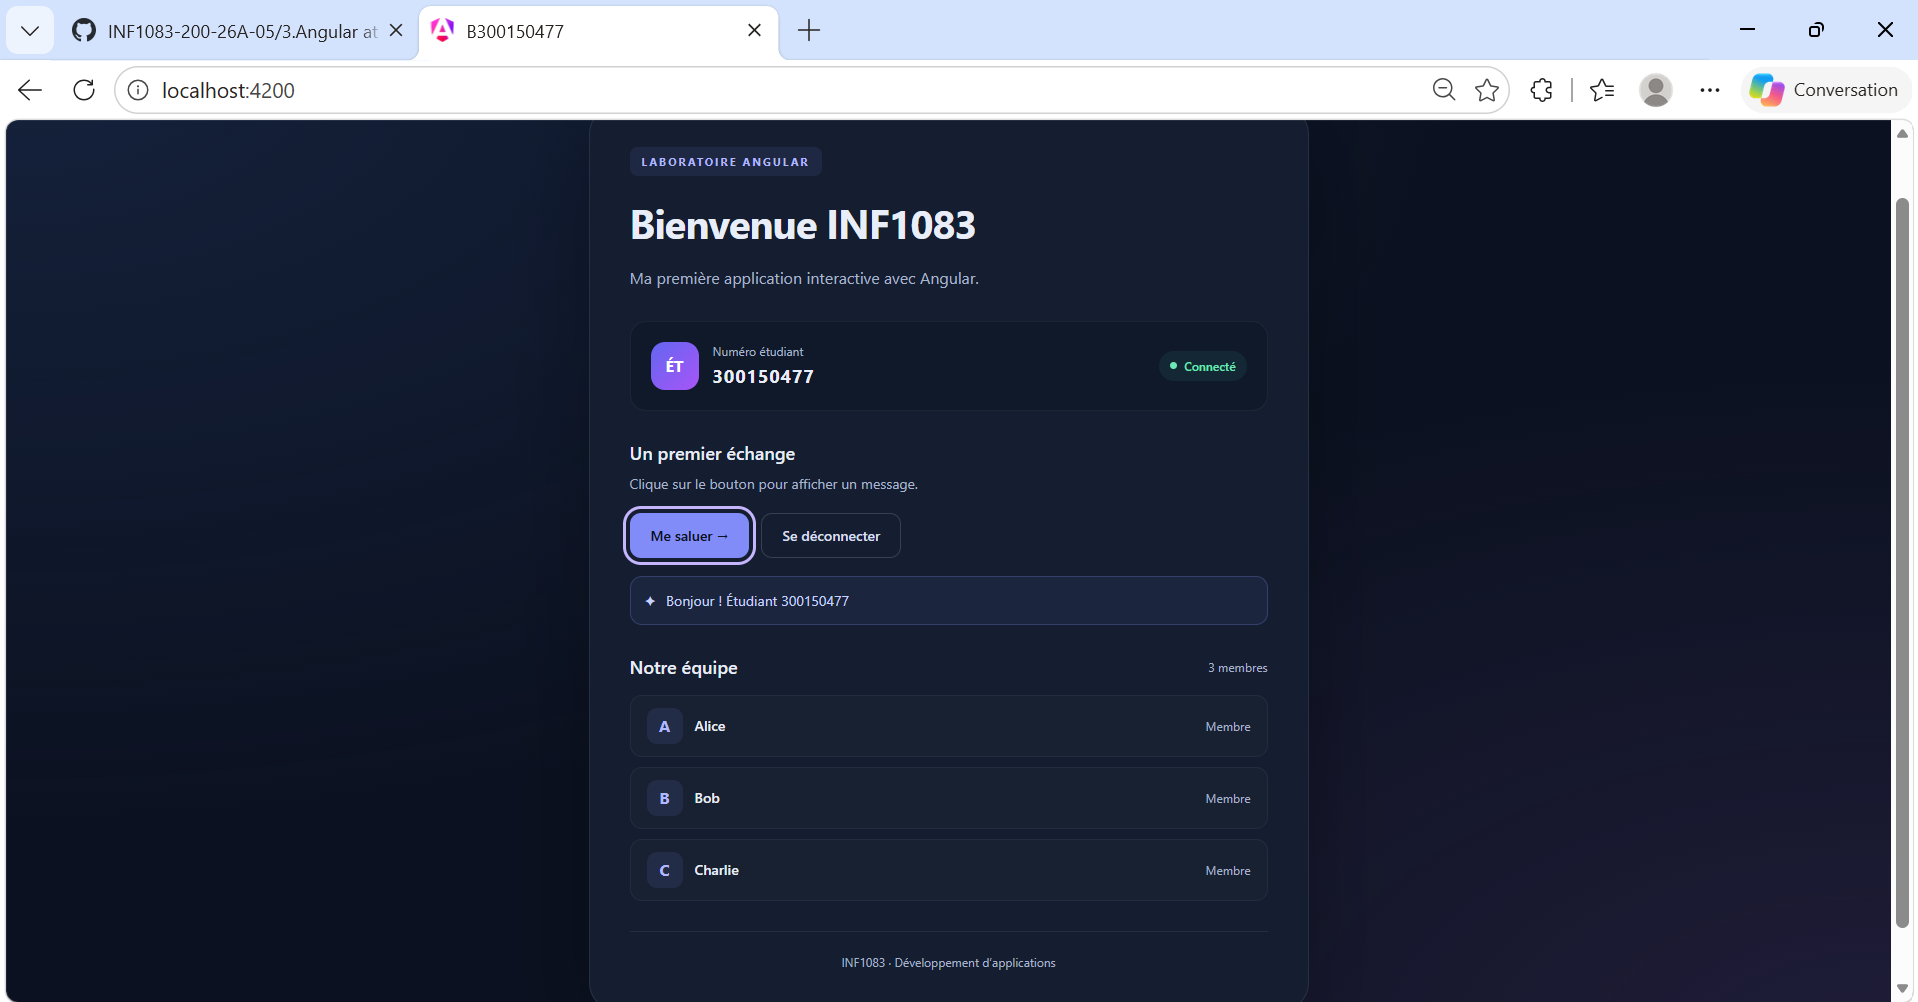 INF1083-200-26A-05/3.Angular at
B300150477
localhost:4200
Conversation
LABORATOIRE ANGULAR
Bienvenue INF1083
Ma première application interactive avec Angular.
ÉT
Numéro étudiant
300150477
Connecté
Un premier échange
Clique sur le bouton pour afficher un message.
Me saluer →
Se déconnecter
✦ Bonjour ! Étudiant 300150477
Notre équipe
3 membres
A Alice Membre
B Bob Membre
C Charlie Membre
INF1083 · Développement d'applications